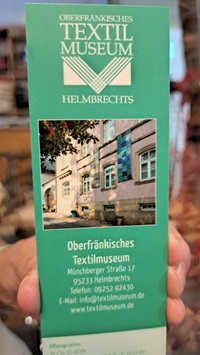 OBERFRÄNKISCHES
TEXTIL
MUSEUM
HELMBRECHTS
Oberfränkisches
Textilmuseum
Münchberger Straße 17
95233 Helmbrechts
Telefon: 09252 92430
E-Mail: info@textilmuseum.de
www.textilmuseum.de
Öffnungszeiten: